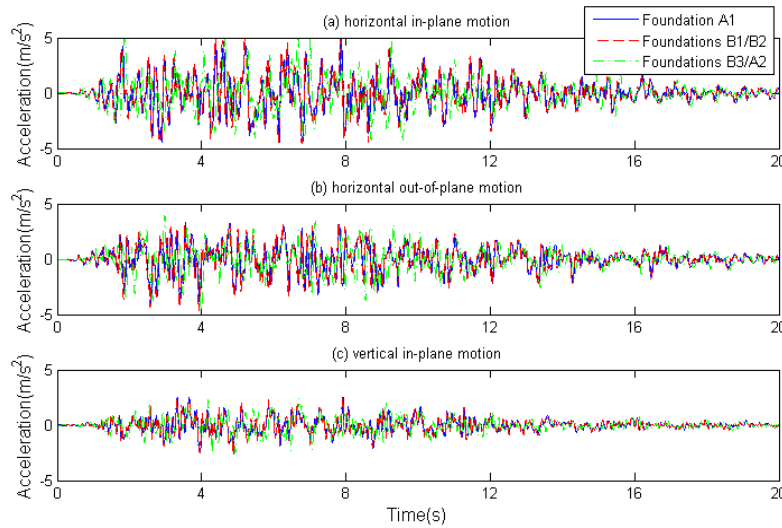 (a) horizontal in-plane motion
Foundation A1
Foundations B1/B2
Foundations B3/A2
Acceleration(m/s²)
5
0
-5
0 4 8 12 16 20
(b) horizontal out-of-plane motion
Acceleration(m/s²)
5
0
-5
0 4 8 12 16 20
(c) vertical in-plane motion
Acceleration(m/s²)
5
0
-5
0 4 8 12 16 20
Time(s)